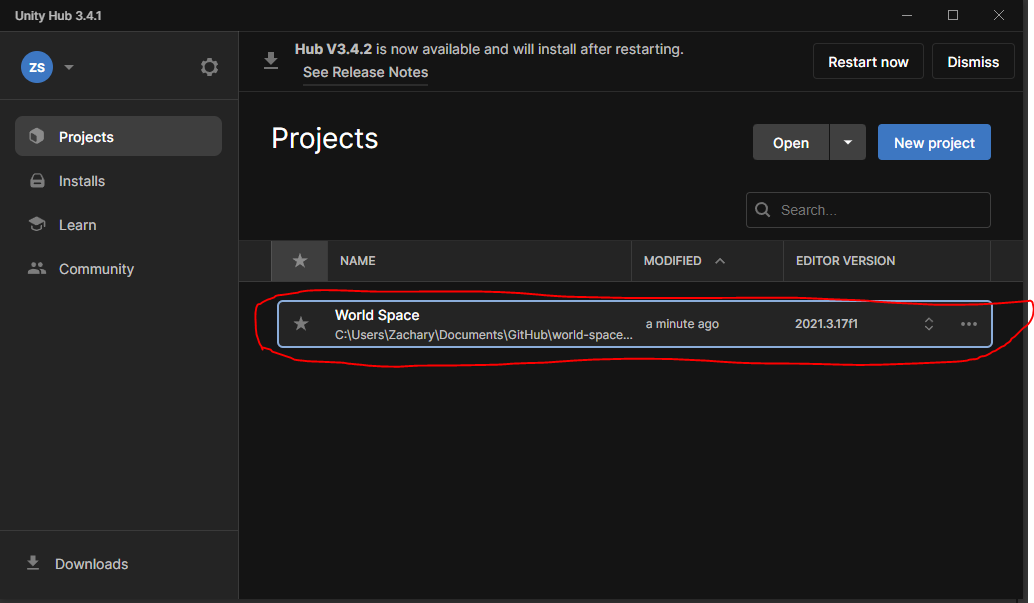 Unity Hub 3.4.1
ZS
Hub V3.4.2 is now available and will install after restarting.
See Release Notes
Restart now
Dismiss
Projects
Installs
Learn
Community
Downloads
Projects
Open
New project
Search...
NAME
MODIFIED
EDITOR VERSION
World Space
C:\Users\Zachary\Documents\GitHub\world-space...
a minute ago
2021.3.17f1